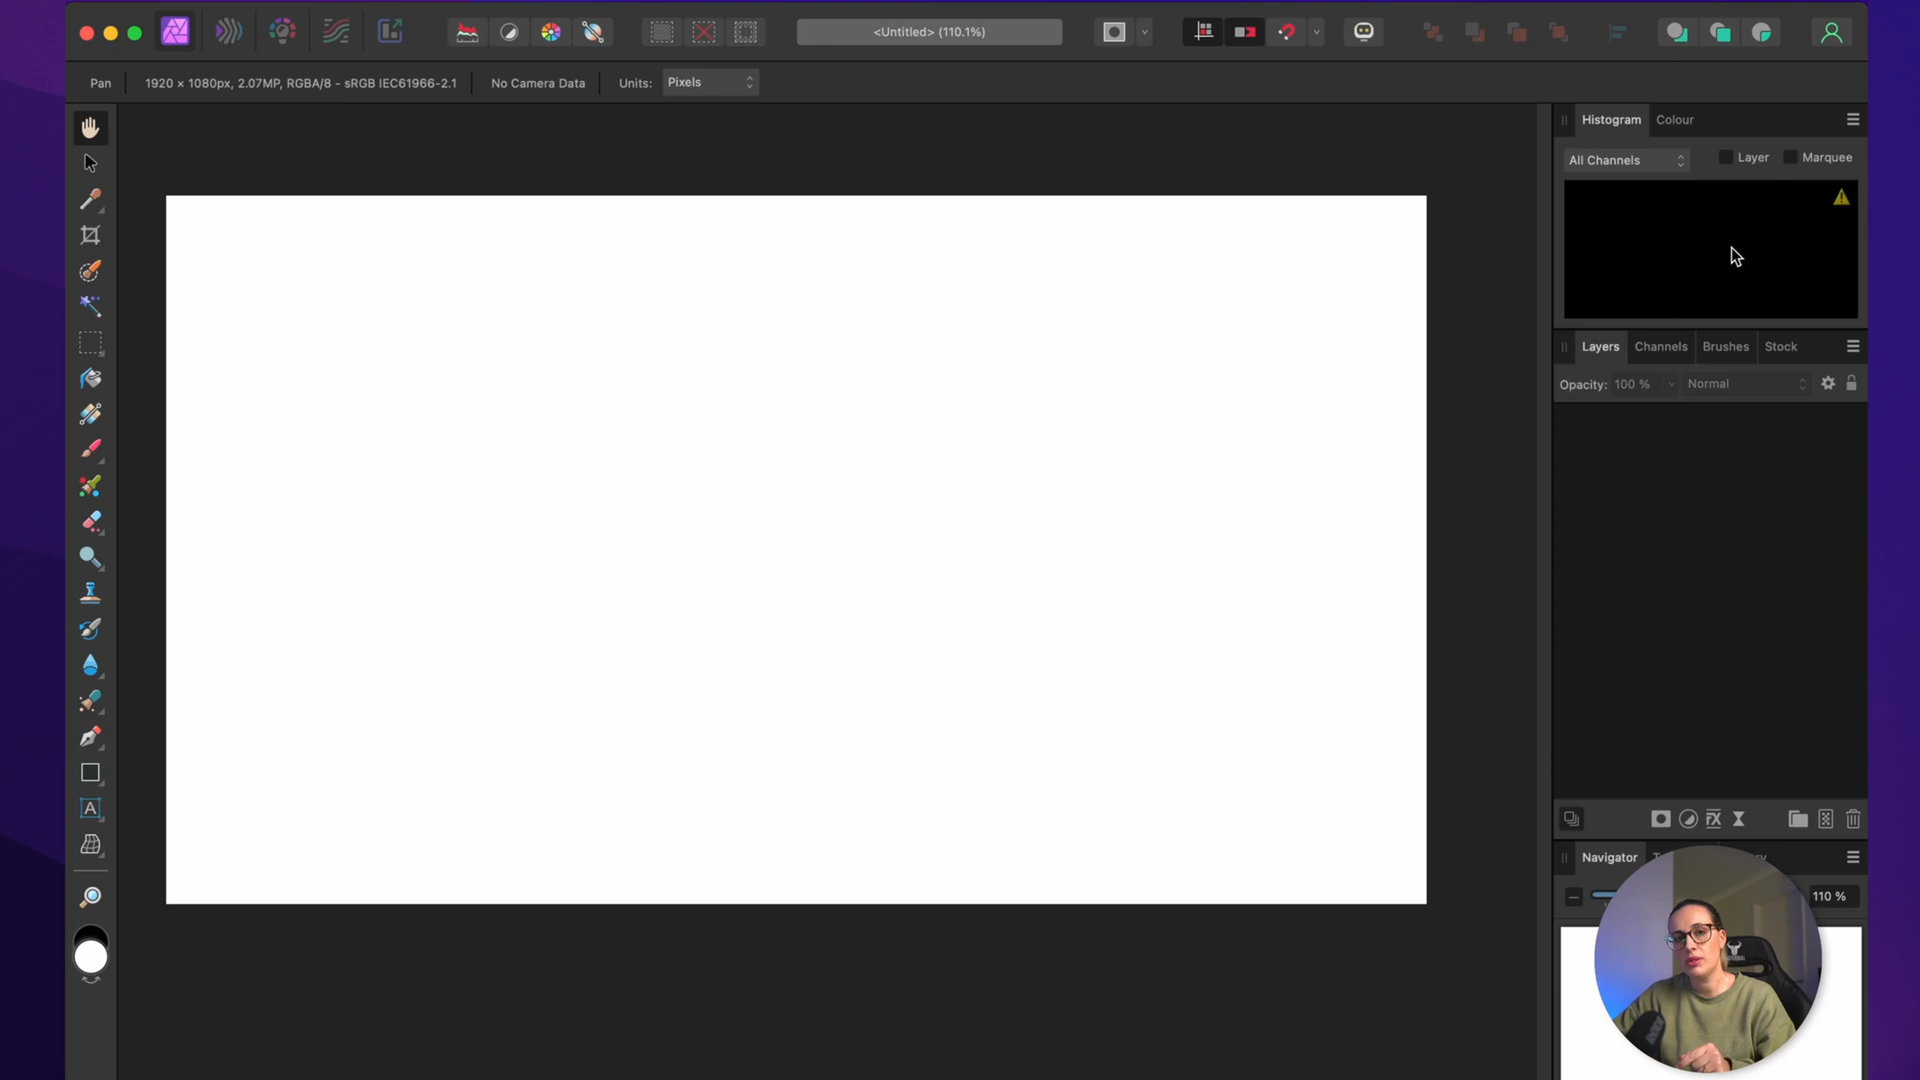 <Untitled> (110.1%)
Pan
1920 × 1080px, 2.07MP, RGBA/8 - sRGB IEC61966-2.1
No Camera Data
Units:
Pixels
Histogram
Colour
All Channels
Layer
Marquee
Layers
Channels
Brushes
Stock
Opacity:
100 %
Normal
FX
A
Navigator
110 %